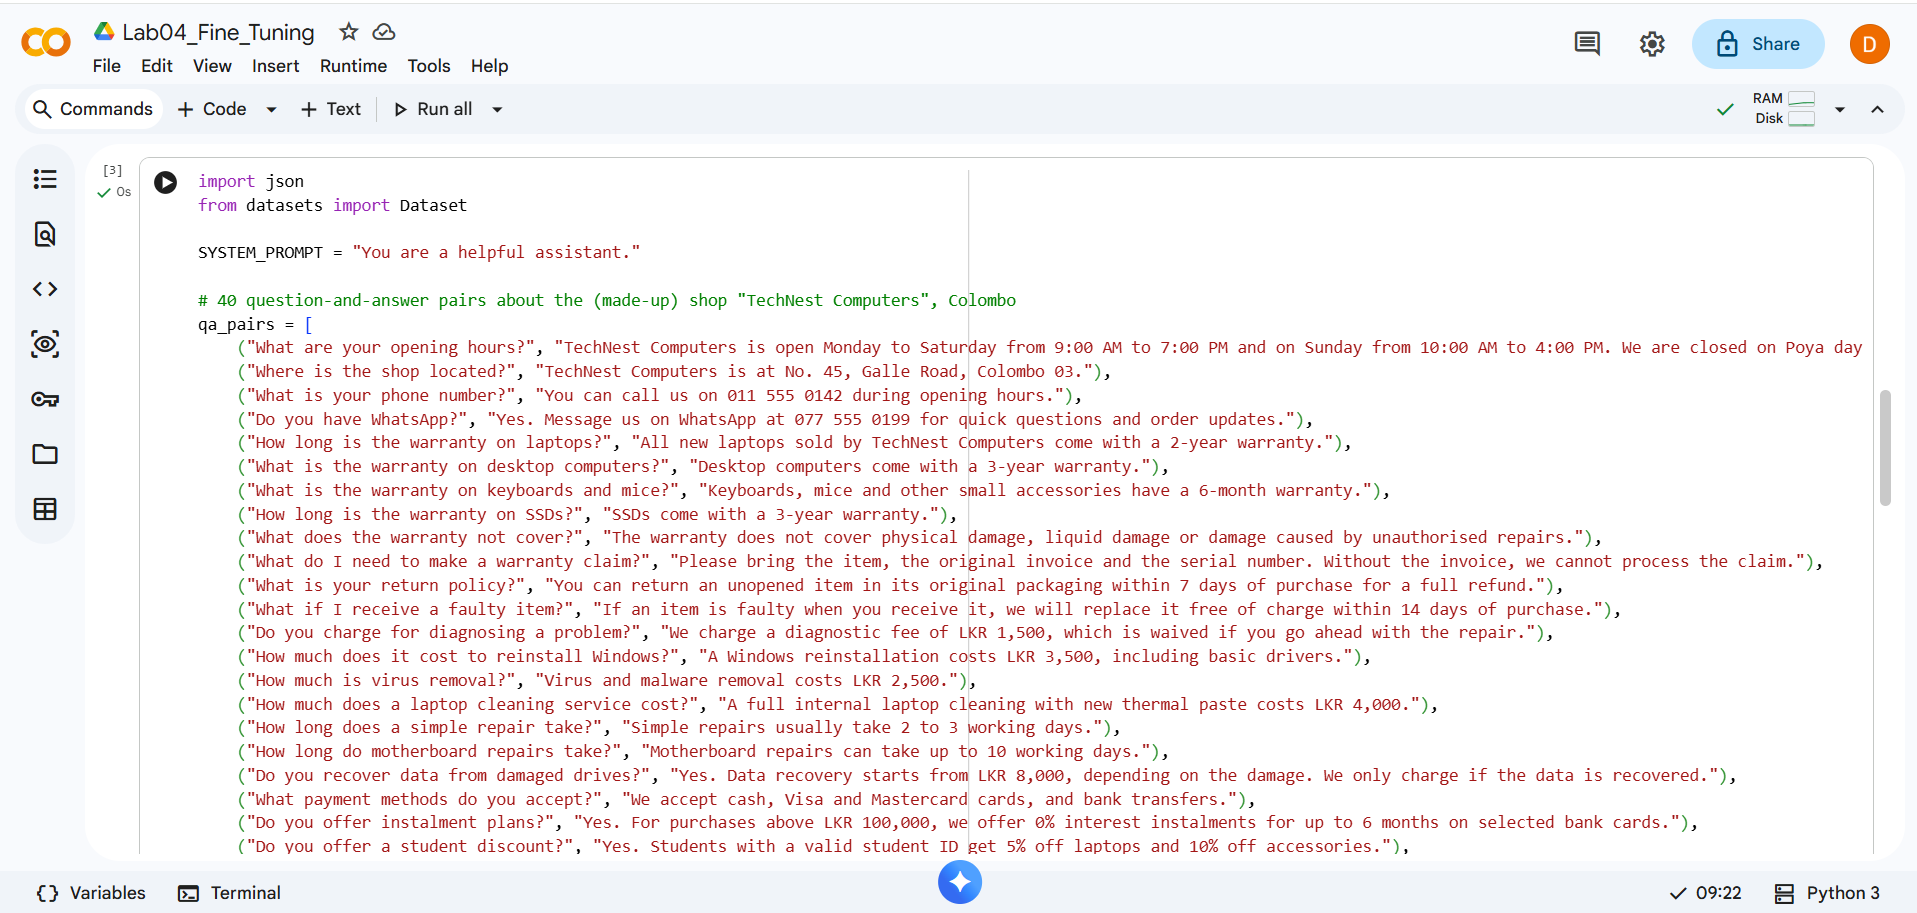 Lab04_Fine_Tuning
File Edit View Insert Runtime Tools Help
Share
D
Commands + Code + Text Run all
RAM
Disk
[3]
0s
import json
from datasets import Dataset
SYSTEM_PROMPT = "You are a helpful assistant."
# 40 question-and-answer pairs about the (made-up) shop "TechNest Computers", Colombo
qa_pairs = [
("What are your opening hours?", "TechNest Computers is open Monday to Saturday from 9:00 AM to 7:00 PM and on Sunday from 10:00 AM to 4:00 PM. We are closed on Poya day
("Where is the shop located?", "TechNest Computers is at No. 45, Galle Road, Colombo 03."),
("What is your phone number?", "You can call us on 011 555 0142 during opening hours."),
("Do you have WhatsApp?", "Yes. Message us on WhatsApp at 077 555 0199 for quick questions and order updates."),
("How long is the warranty on laptops?", "All new laptops sold by TechNest Computers come with a 2-year warranty."),
("What is the warranty on desktop computers?", "Desktop computers come with a 3-year warranty."),
("What is the warranty on keyboards and mice?", "Keyboards, mice and other small accessories have a 6-month warranty."),
("How long is the warranty on SSDs?", "SSDs come with a 3-year warranty."),
("What does the warranty not cover?", "The warranty does not cover physical damage, liquid damage or damage caused by unauthorised repairs."),
("What do I need to make a warranty claim?", "Please bring the item, the original invoice and the serial number. Without the invoice, we cannot process the claim."),
("What is your return policy?", "You can return an unopened item in its original packaging within 7 days of purchase for a full refund."),
("What if I receive a faulty item?", "If an item is faulty when you receive it, we will replace it free of charge within 14 days of purchase."),
("Do you charge for diagnosing a problem?", "We charge a diagnostic fee of LKR 1,500, which is waived if you go ahead with the repair."),
("How much does it cost to reinstall Windows?", "A Windows reinstallation costs LKR 3,500, including basic drivers."),
("How much is virus removal?", "Virus and malware removal costs LKR 2,500."),
("How much does a laptop cleaning service cost?", "A full internal laptop cleaning with new thermal paste costs LKR 4,000."),
("How long does a simple repair take?", "Simple repairs usually take 2 to 3 working days."),
("How long do motherboard repairs take?", "Motherboard repairs can take up to 10 working days."),
("Do you recover data from damaged drives?", "Yes. Data recovery starts from LKR 8,000, depending on the damage. We only charge if the data is recovered."),
("What payment methods do you accept?", "We accept cash, Visa and Mastercard cards, and bank transfers."),
("Do you offer instalment plans?", "Yes. For purchases above LKR 100,000, we offer 0% interest instalments for up to 6 months on selected bank cards."),
("Do you offer a student discount?", "Yes. Students with a valid student ID get 5% off laptops and 10% off accessories."),
{} Variables Terminal
09:22 Python 3